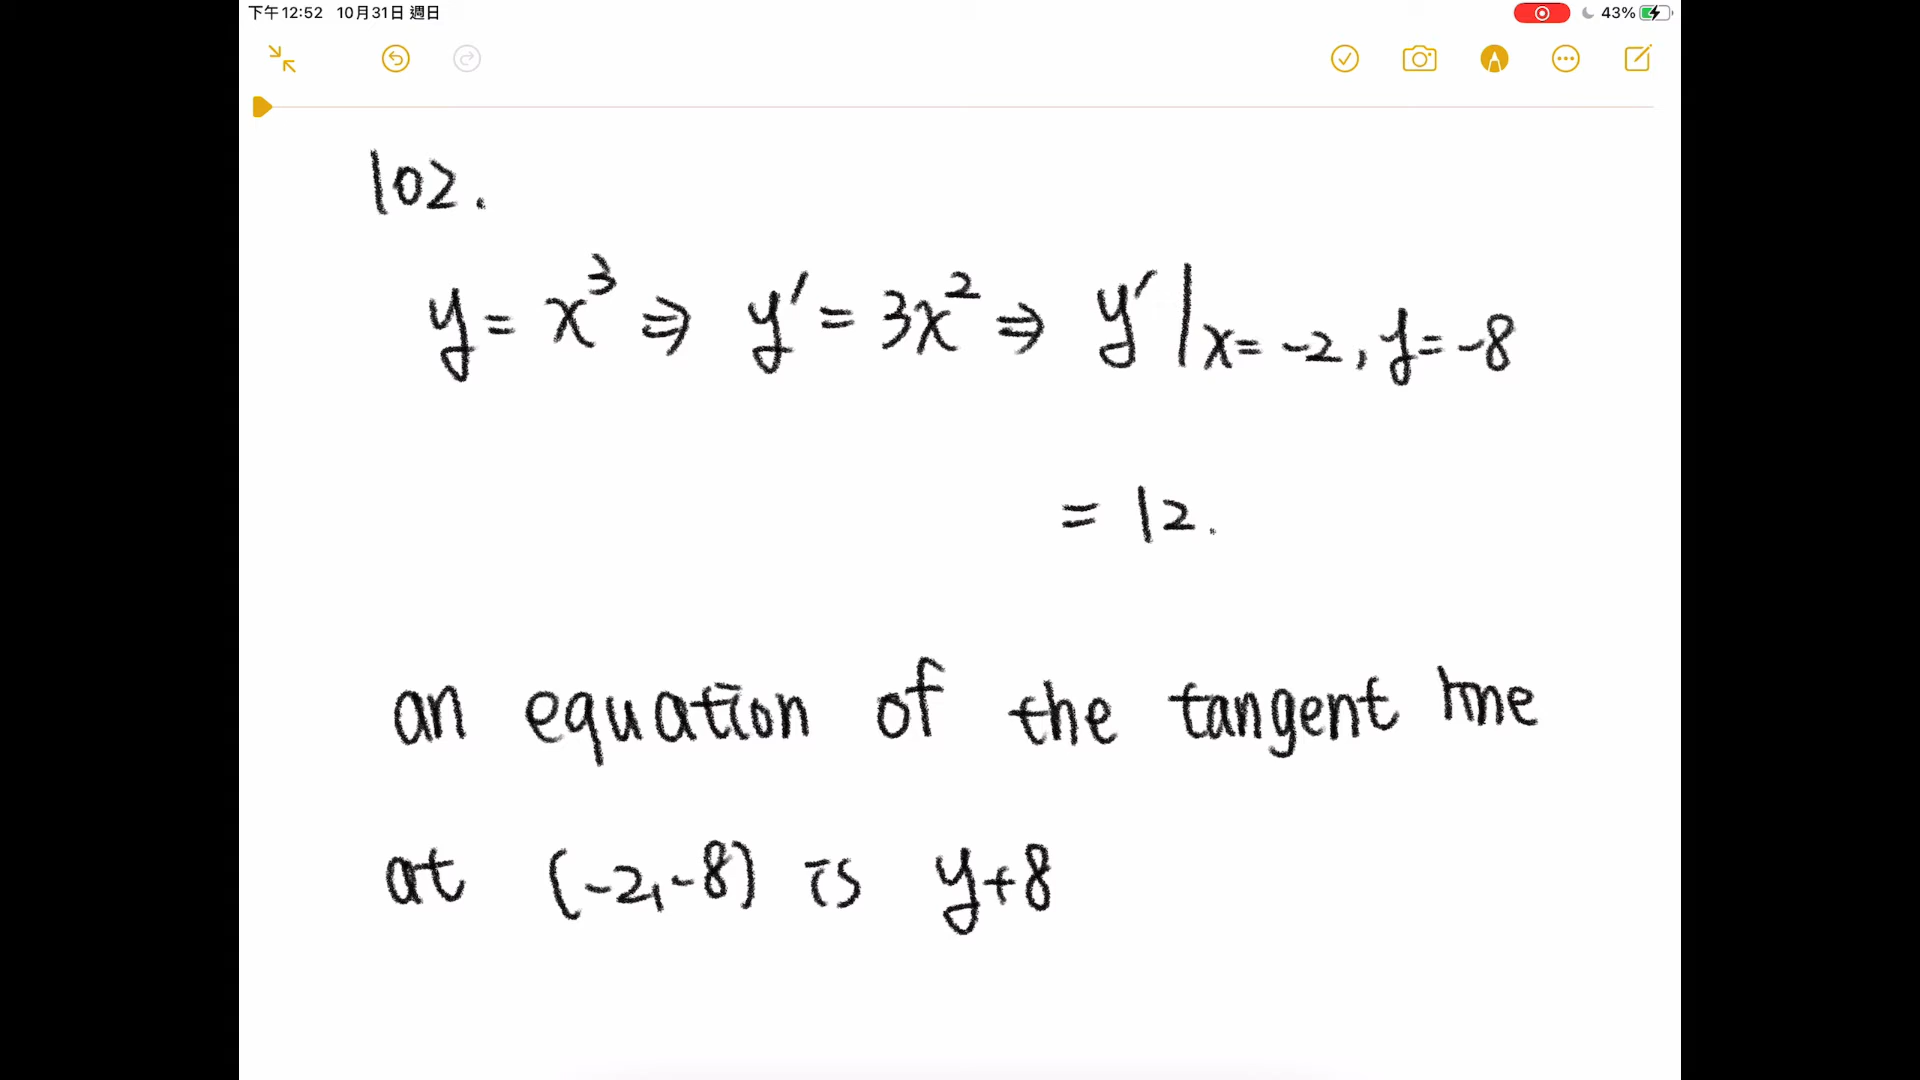 下午12:52 10月31日 週日 43%
102.
y = x³ ⇒ y' = 3x² ⇒ y'|x= -2, y= -8
= 12.
an equation of the tangent line
at (-2,-8) is y+8